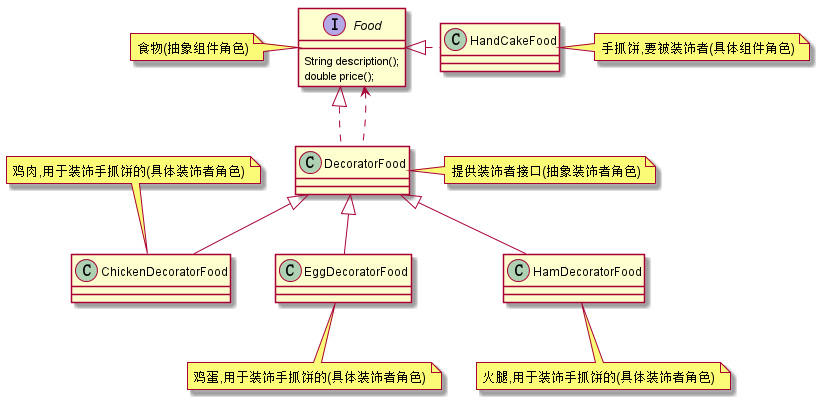 食物(抽象组件角色)
I Food
String description();
double price();
C HandCakeFood
手抓饼,要被装饰者(具体组件角色)
鸡肉,用于装饰手抓饼的(具体装饰者角色)
C DecoratorFood
提供装饰者接口(抽象装饰者角色)
C ChickenDecoratorFood
C EggDecoratorFood
C HamDecoratorFood
鸡蛋,用于装饰手抓饼的(具体装饰者角色)
火腿,用于装饰手抓饼的(具体装饰者角色)